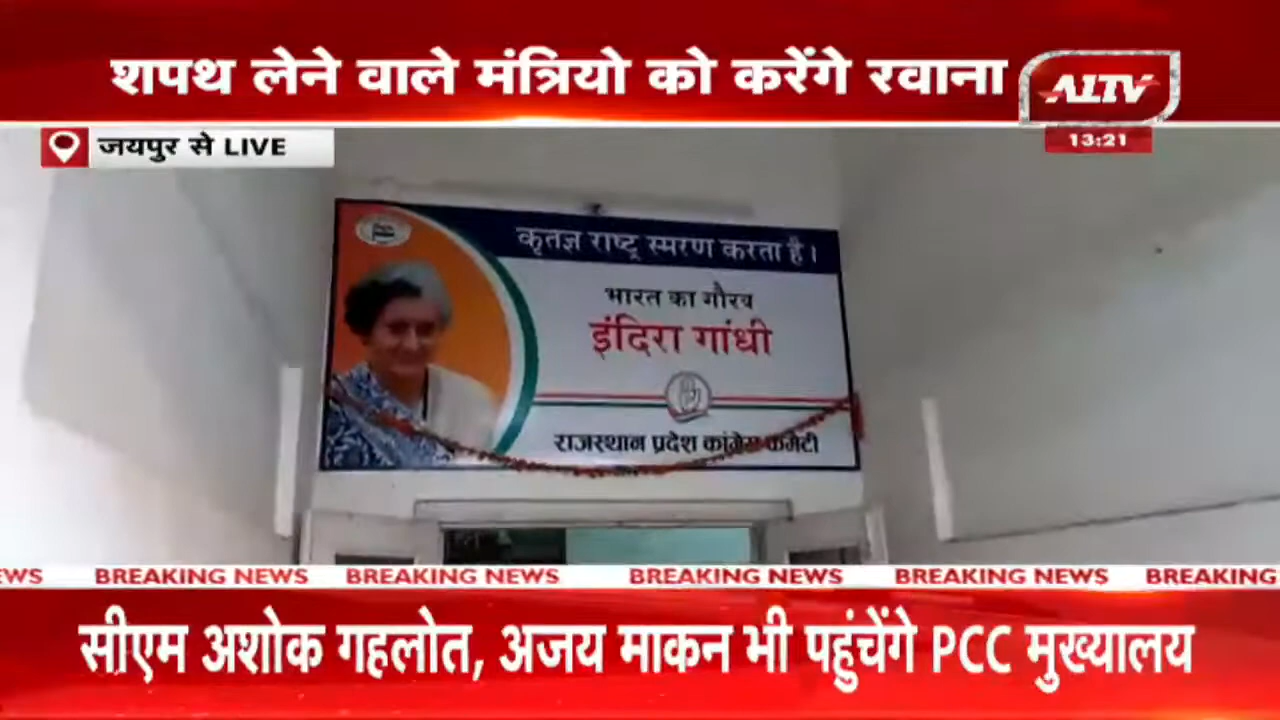 शपथ लेने वाले मंत्रियो को करेंगे रवाना
ALTV
13:21
जयपुर से LIVE
कृतज्ञ राष्ट्र स्मरण करता है।
भारत का गौरव
इंदिरा गांधी
राजस्थान प्रदेश कांग्रेस कमेटी
EWS BREAKING NEWS BREAKING NEWS BREAKING NEWS BREAKING NEWS BREAKING
सीएम अशोक गहलोत, अजय माकन भी पहुंचेंगे PCC मुख्यालय